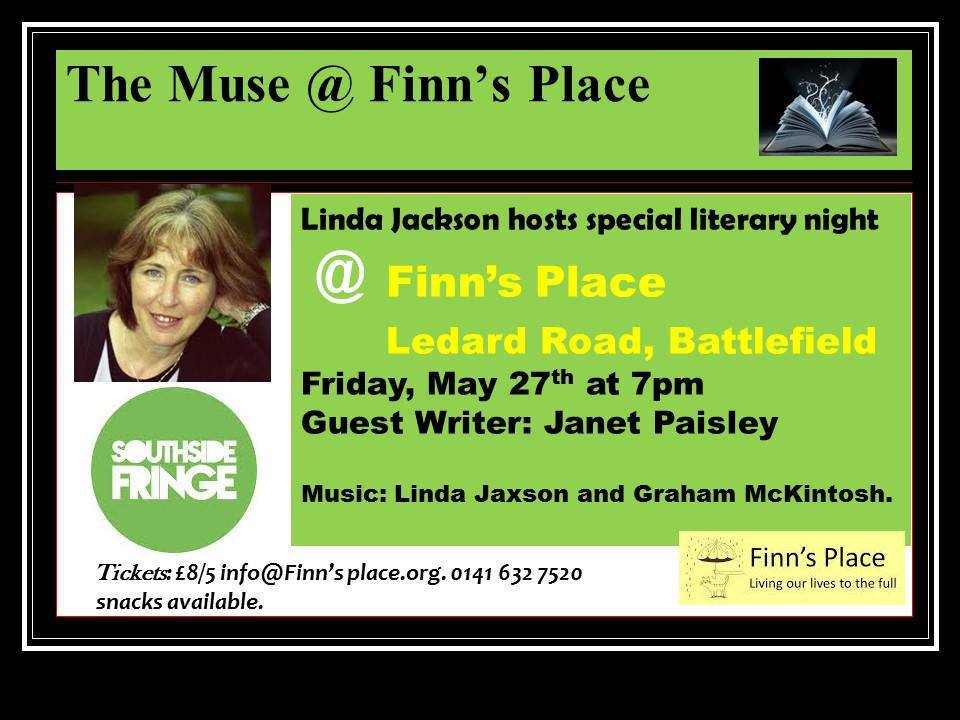 The Muse @ Finn's Place
Linda Jackson hosts special literary night
@ Finn's Place
Ledard Road, Battlefield
Friday, May 27th at 7pm
Guest Writer: Janet Paisley
Music: Linda Jaxson and Graham McKintosh.
SOUTHSIDE
FRINGE
Tickets: £8/5 info@Finn's place.org. 0141 632 7520
snacks available.
Finn's Place
Living our lives to the full